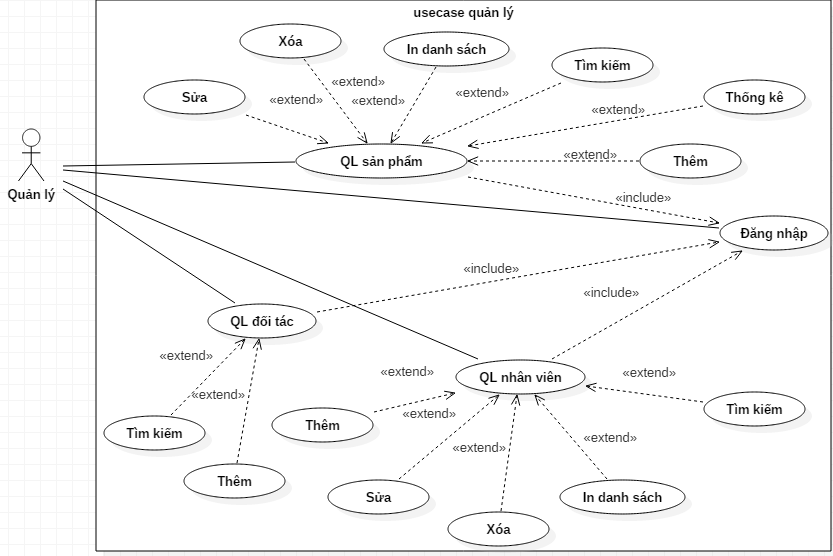 usecase quản lý
Xóa
In danh sách
Tìm kiếm
«extend»
«extend»
«extend»
«extend»
Sửa
Thống kê
«extend»
Quản lý
QL sản phẩm
«extend»
Thêm
«include»
Đăng nhập
«include»
«include»
QL đối tác
«extend»
«extend»
«extend»
QL nhân viên
«extend»
«extend»
Tìm kiếm
Thêm
Tìm kiếm
«extend»
«extend»
Thêm
Sửa
In danh sách
Xóa